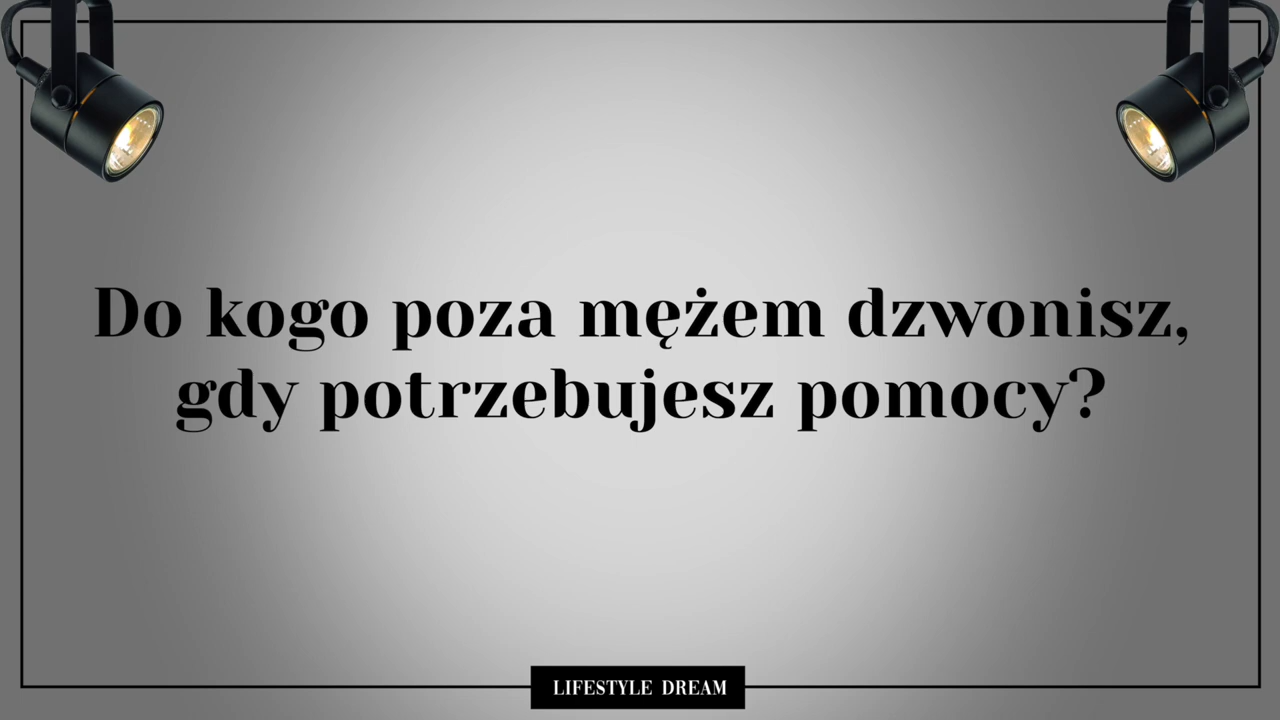 Do kogo poza mężem dzwonisz,
gdy potrzebujesz pomocy?
LIFESTYLE DREAM